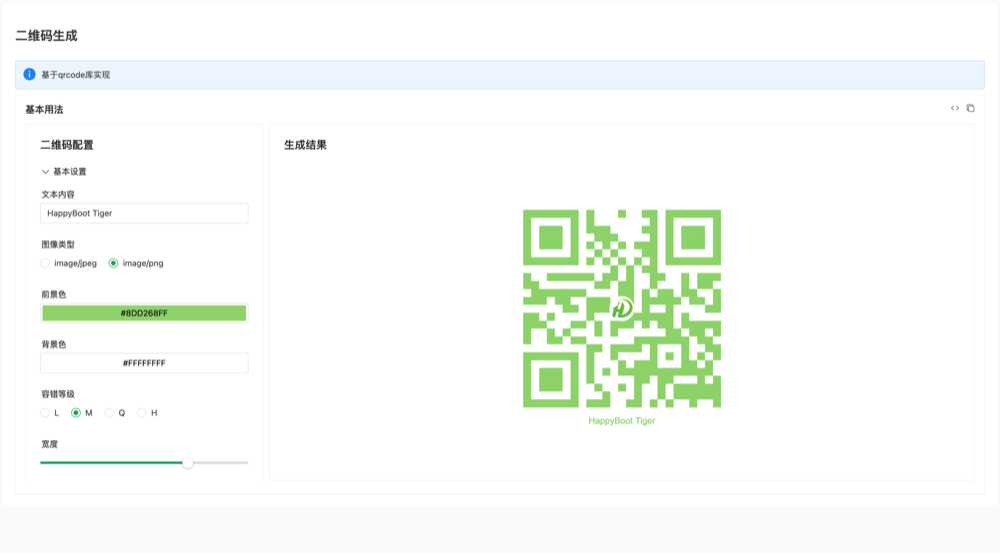 二维码生成
基于qrcode库实现
基本用法
二维码配置
基本设置
文本内容
HappyBoot Tiger
图像类型
image/jpeg image/png
前景色
#8DD268FF
背景色
#FFFFFFFF
容错等级
L M Q H
宽度
生成结果
HappyBoot Tiger